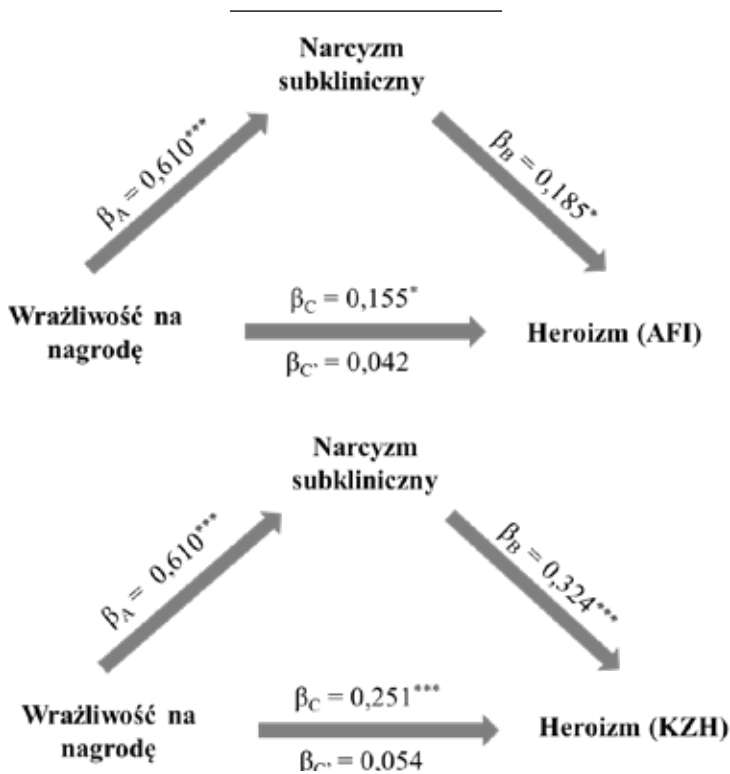 Narcyzm
subkliniczny
βA = 0,610***
βB = 0,185*
Wrażliwość na
nagrodę
βC = 0,155*
βC' = 0,042
Heroizm (AFI)
Narcyzm
subkliniczny
βA = 0,610***
βB = 0,324***
Wrażliwość na
nagrodę
βC = 0,251***
βC' = 0,054
Heroizm (KZH)